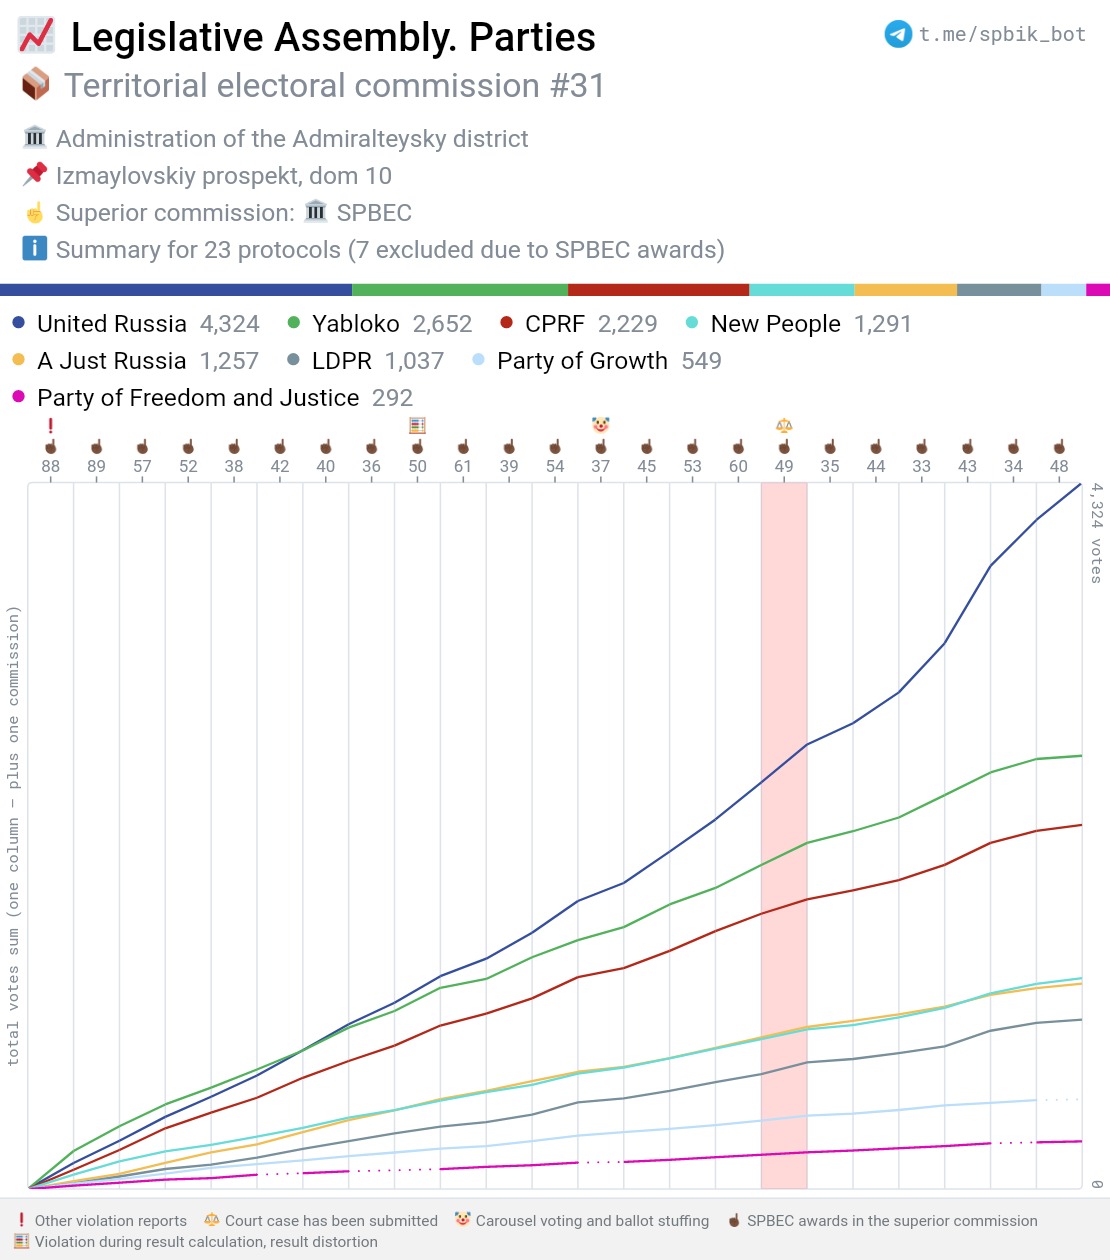 Legislative Assembly. Parties
t.me/spbik_bot
Territorial electoral commission #31
Administration of the Admiralteysky district
Izmaylovskiy prospekt, dom 10
Superior commission: SPBEC
Summary for 23 protocols (7 excluded due to SPBEC awards)
United Russia 4,324 Yabloko 2,652 CPRF 2,229 New People 1,291
A Just Russia 1,257 LDPR 1,037 Party of Growth 549
Party of Freedom and Justice 292
88 89 57 52 38 42 40 36 50 61 39 54 37 45 53 60 49 35 44 33 43 34 48
4,324 votes
total votes sum (one column — plus one commission)
0
Other violation reports Court case has been submitted Carousel voting and ballot stuffing SPBEC awards in the superior commission
Violation during result calculation, result distortion